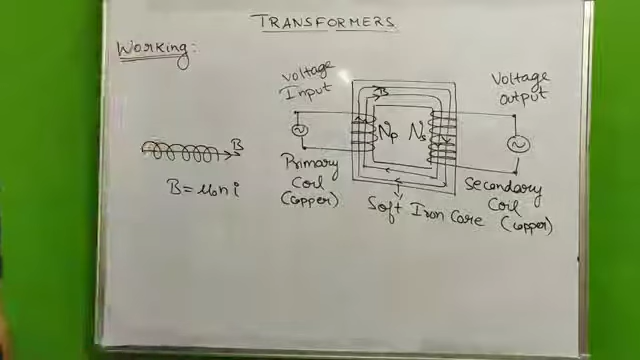 TRANSFORMERS
Working:
Voltage
Input
Voltage
output
B
Np
Ns
B
B = μ₀ n i
Primary
Coil
(Copper)
Secondary
Coil
(Copper)
Soft Iron Core